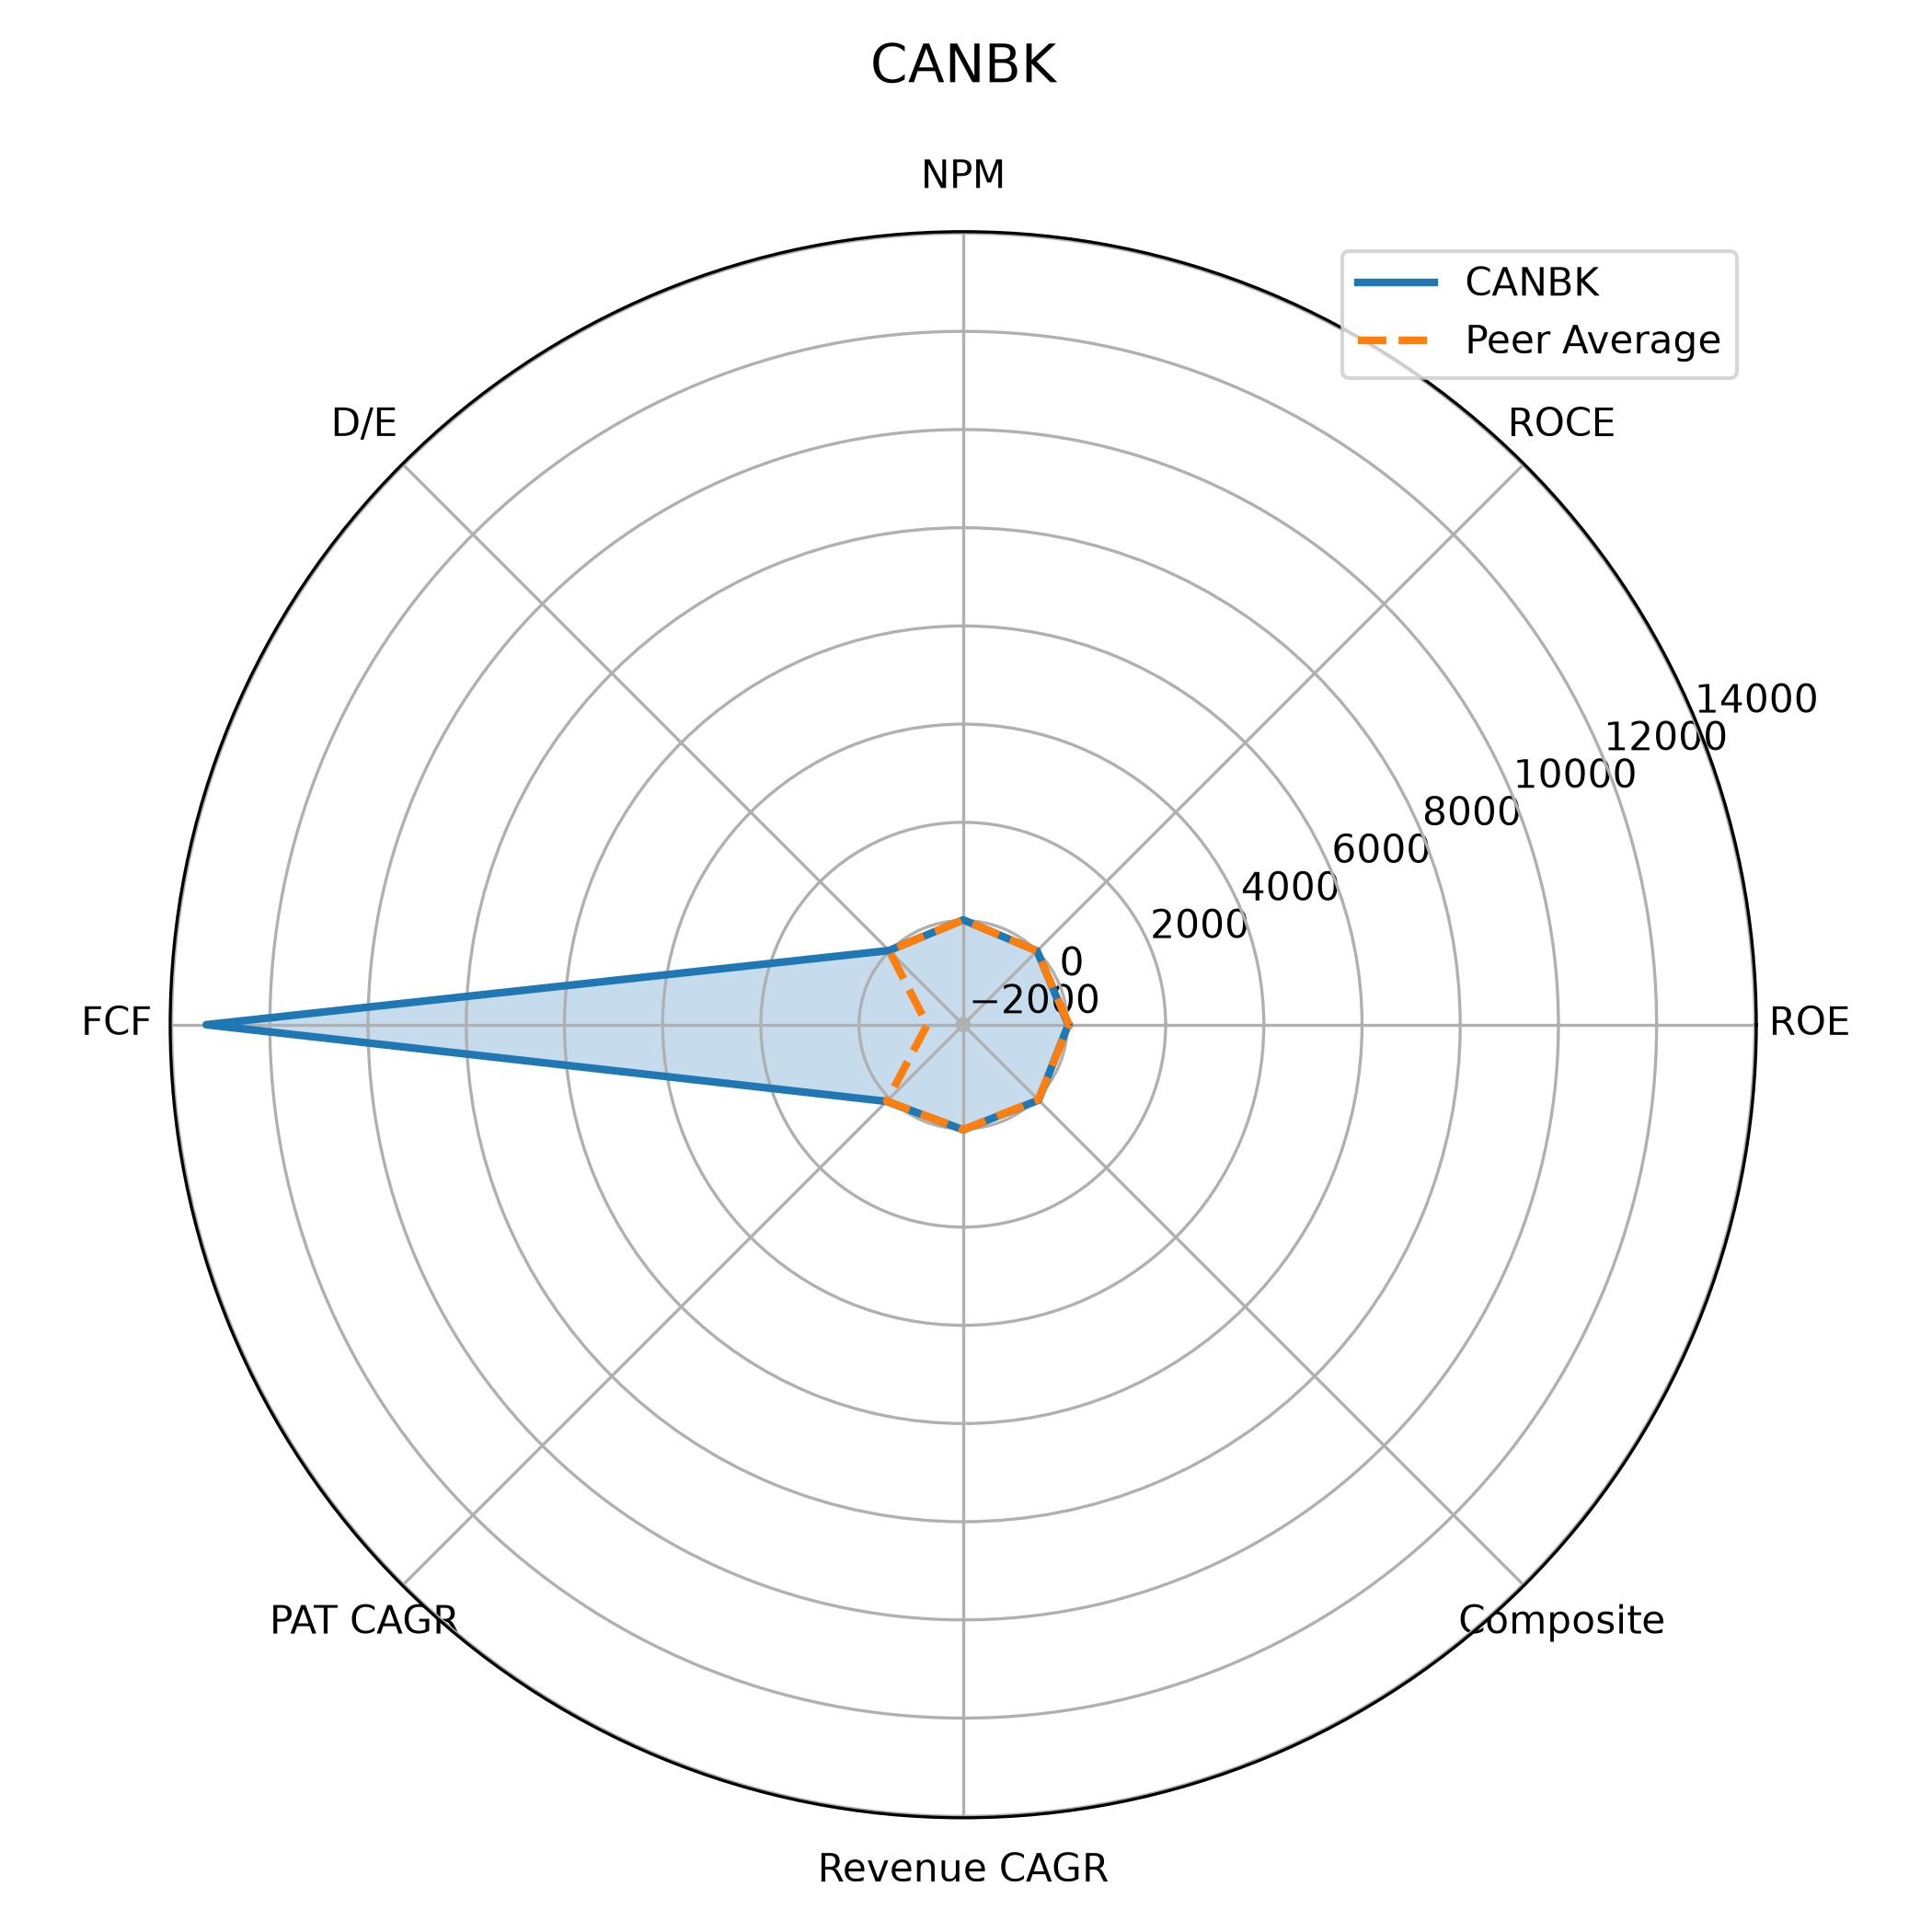 CANBK
NPM
CANBK
Peer Average
D/E
ROCE
14000
12000
10000
8000
6000
4000
2000
0
−2000
FCF
ROE
PAT CAGR
Composite
Revenue CAGR